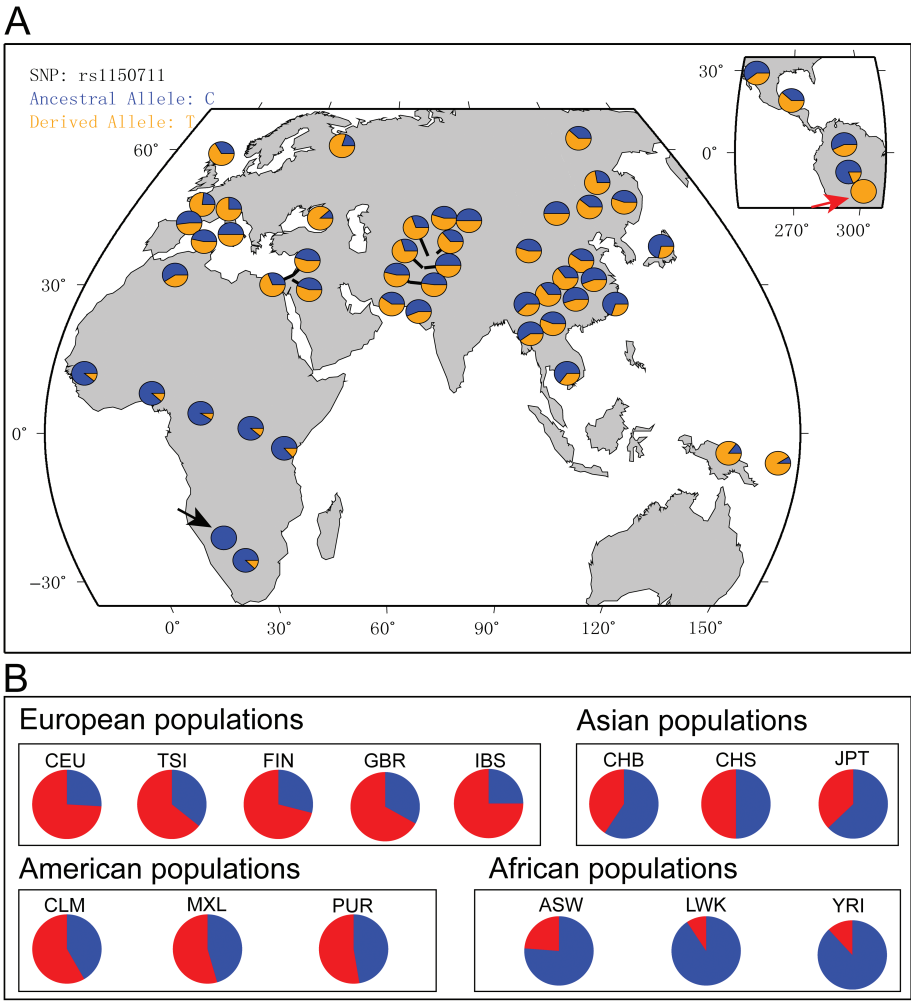 A
SNP: rs1150711
Ancestral Allele: C
Derived Allele: T
60°
30°
0°
−30°
0°
30°
60°
90°
120°
150°
30°
0°
270°
300°
B
European populations
CEU
TSI
FIN
GBR
IBS
Asian populations
CHB
CHS
JPT
American populations
CLM
MXL
PUR
African populations
ASW
LWK
YRI